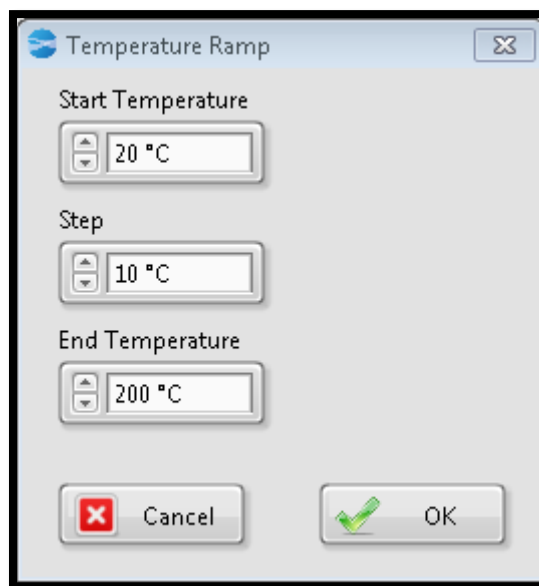 Temperature Ramp
Start Temperature
20 °C
Step
10 °C
End Temperature
200 °C
Cancel OK